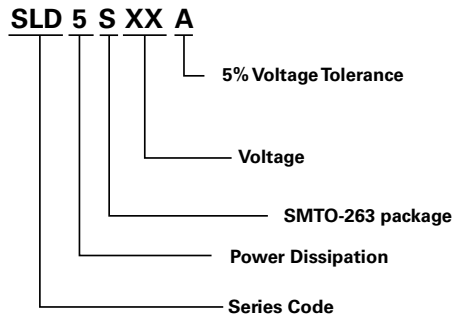 SLD 5 S XX A
5% Voltage Tolerance
Voltage
SMTO-263 package
Power Dissipation
Series Code